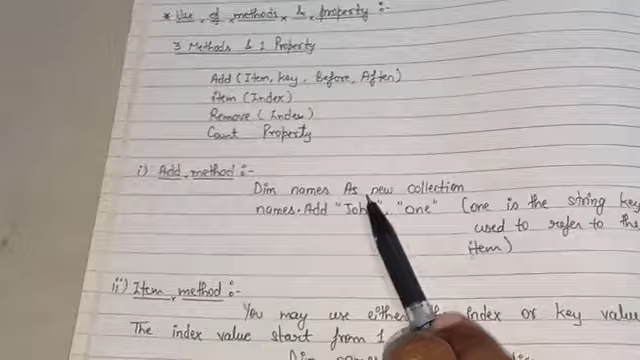 * Use of methods & property :-
3 Methods & 1 Property
Add (Item, key, Before, After)
item (Index)
Remove (Index)
Count Property
i) Add method :-
Dim names As new collection
names.Add "John", "one" (one is the string key
used to refer to the
item)
ii) Item method :-
You may use either the index or key value
The index value start from 1
Dim